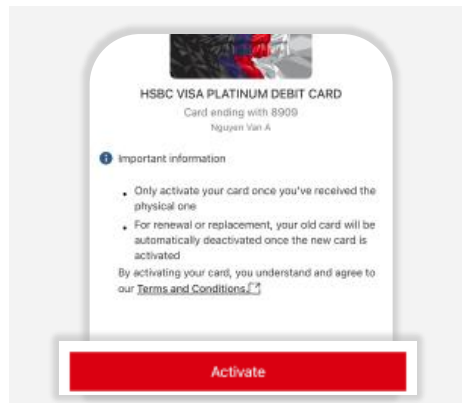 HSBC VISA PLATINUM DEBIT CARD
Card ending with 8909
Nguyen Van A
Important information
• Only activate your card once you've received the
physical one
• For renewal or replacement, your old card will be
automatically deactivated once the new card is
activated
By activating your card, you understand and agree to
our Terms and Conditions.
Activate